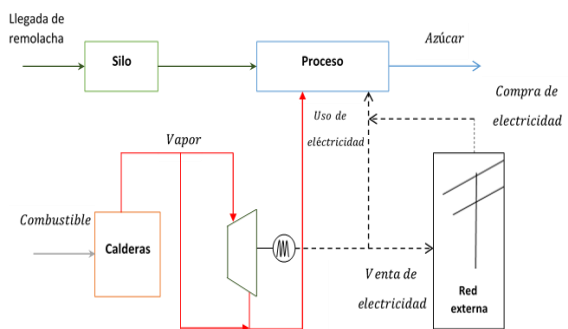 Llegada de
remolacha
Silo
Proceso
Azúcar
Compra de
electricidad
Uso de
eléctricidad
Vapor
Combustible
Calderas
Venta de
electricidad
Red
externa